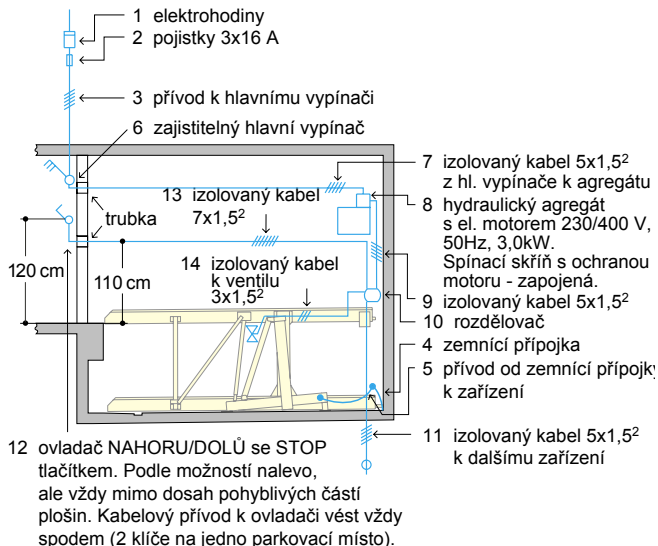 1 elektrohodiny
2 pojistky 3x16 A
3 přívod k hlavnímu vypínači
6 zajistitelný hlavní vypínač
7 izolovaný kabel 5x1,5²
z hl. vypínače k agregátu
8 hydraulický agregát
s el. motorem 230/400 V,
50Hz, 3,0kW.
Spínací skříň s ochranou
motoru - zapojená.
13 izolovaný kabel
7x1,5²
trubka
120 cm
110 cm
14 izolovaný kabel
k ventilu
3x1,5²
9 izolovaný kabel 5x1,5²
10 rozdělovač
4 zemnící přípojka
5 přívod od zemnící přípojky
k zařízení
11 izolovaný kabel 5x1,5²
k dalšímu zařízení
12 ovladač NAHORU/DOLŮ se STOP
tlačítkem. Podle možností nalevo,
ale vždy mimo dosah pohyblivých částí
plošin. Kabelový přívod k ovladači vést vždy
spodem (2 klíče na jedno parkovací místo).